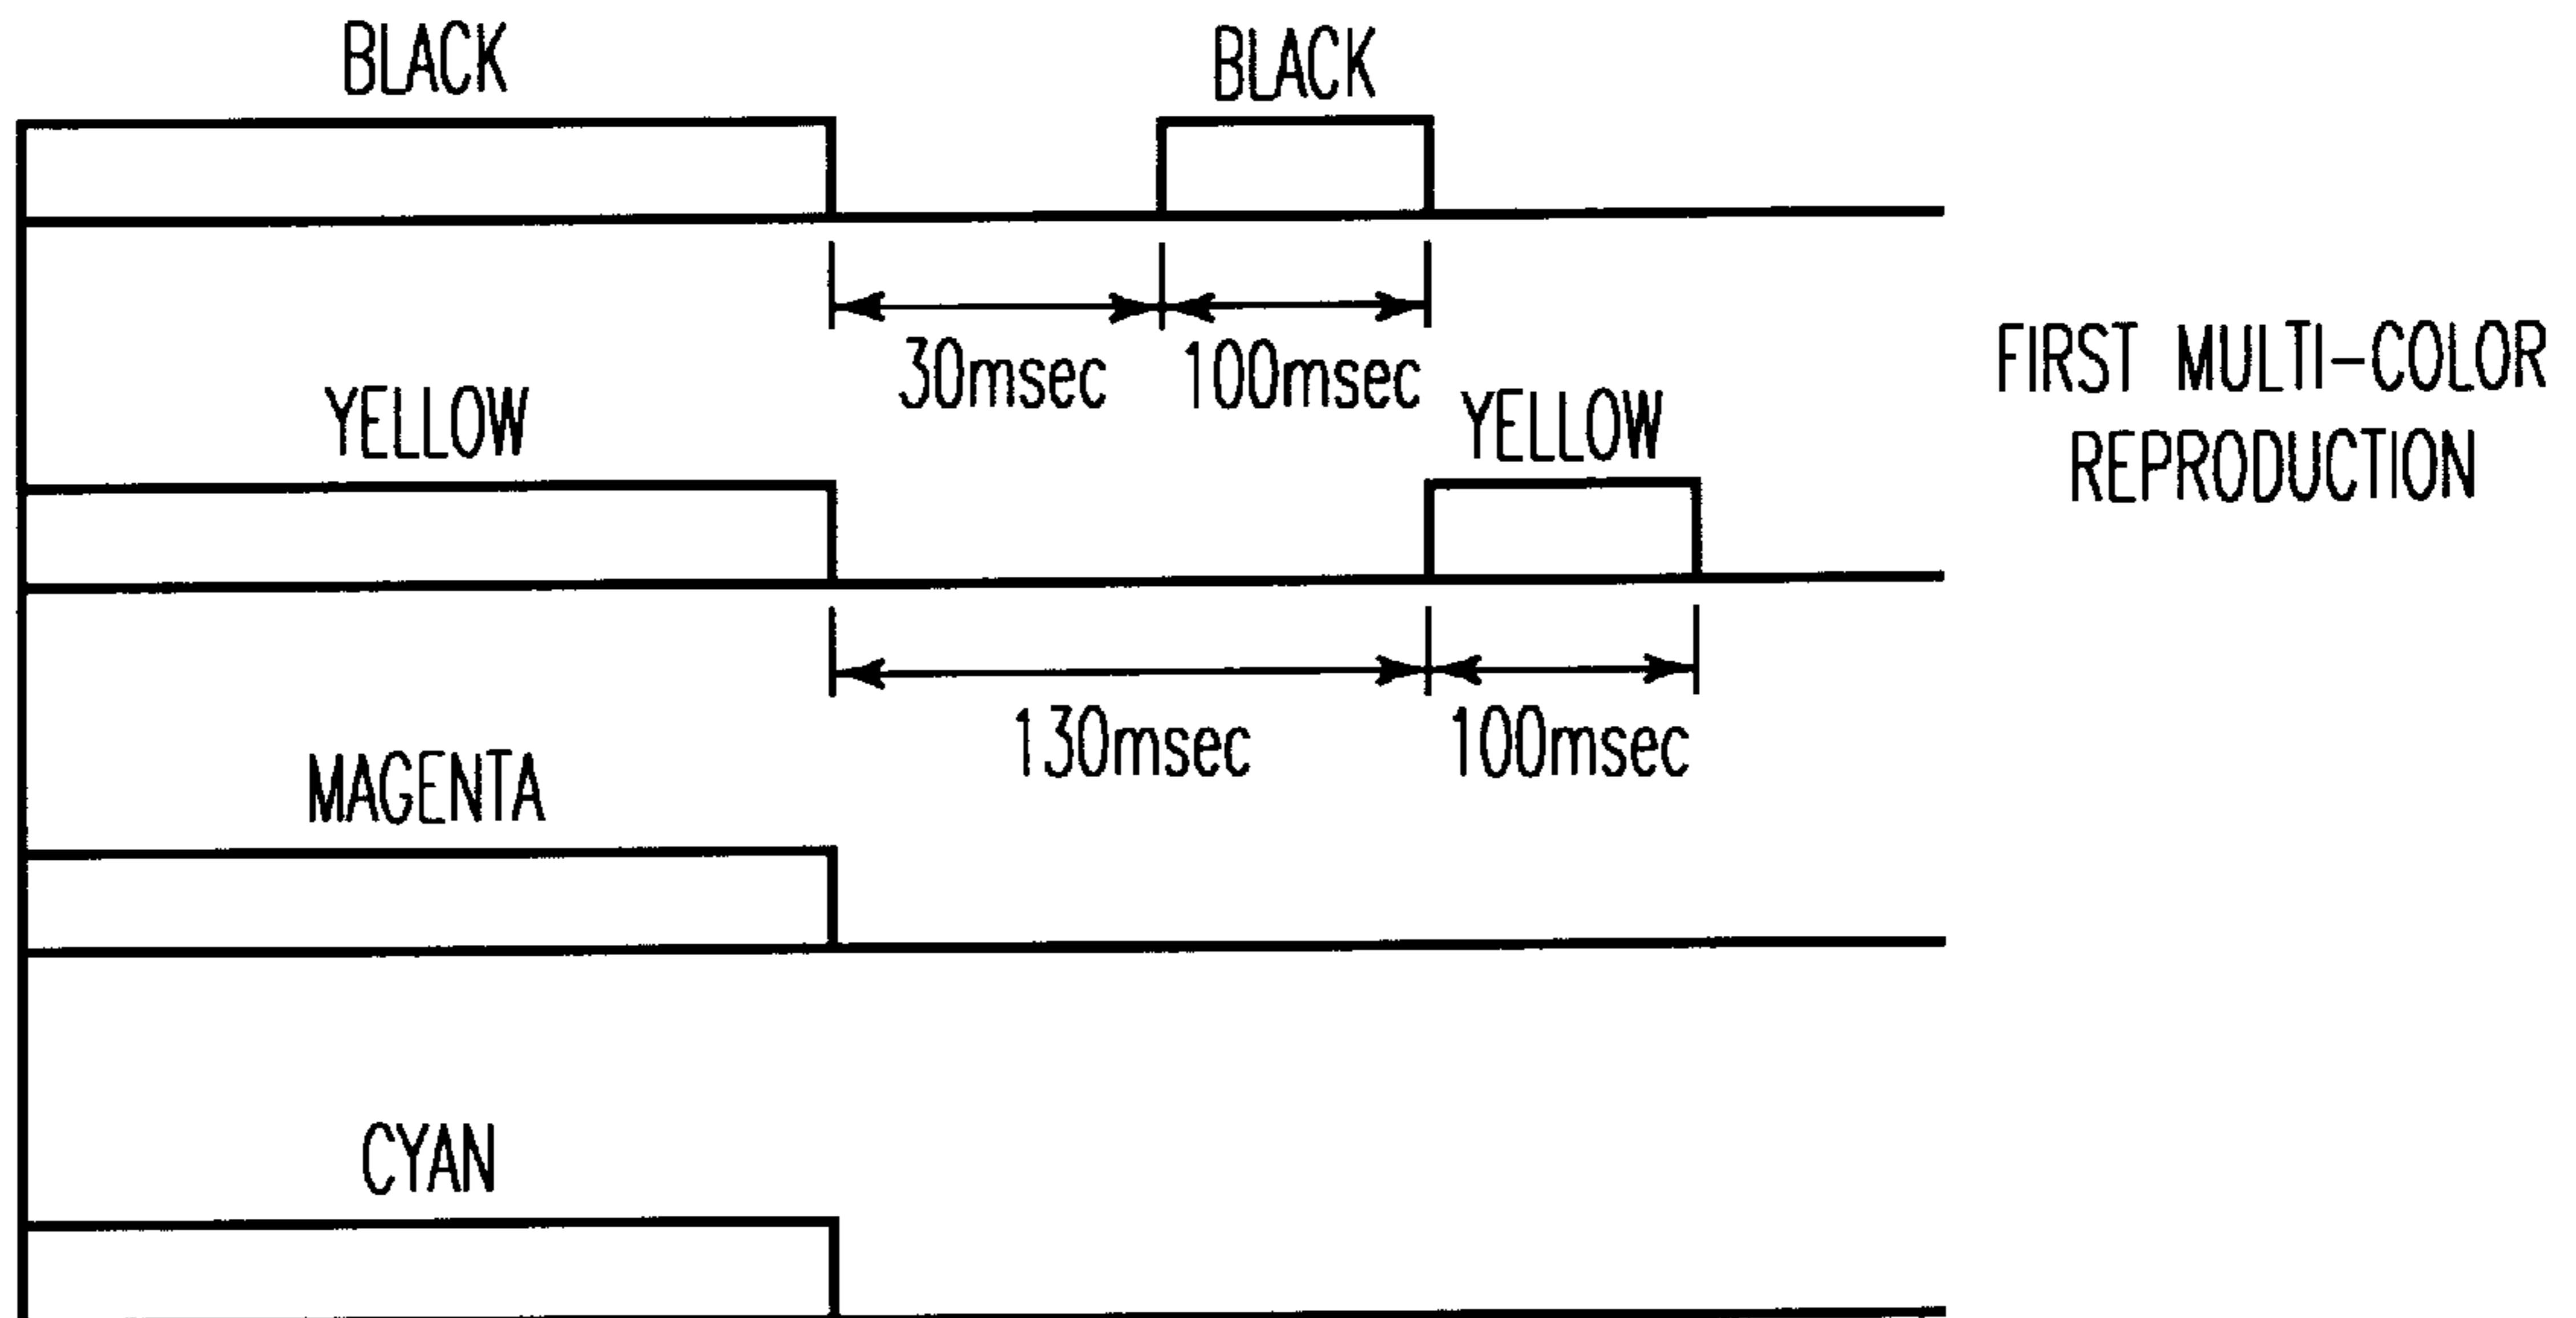 BLACK
BLACK
30msec
100msec
FIRST MULTI-COLOR
REPRODUCTION
YELLOW
YELLOW
130msec
100msec
MAGENTA
CYAN